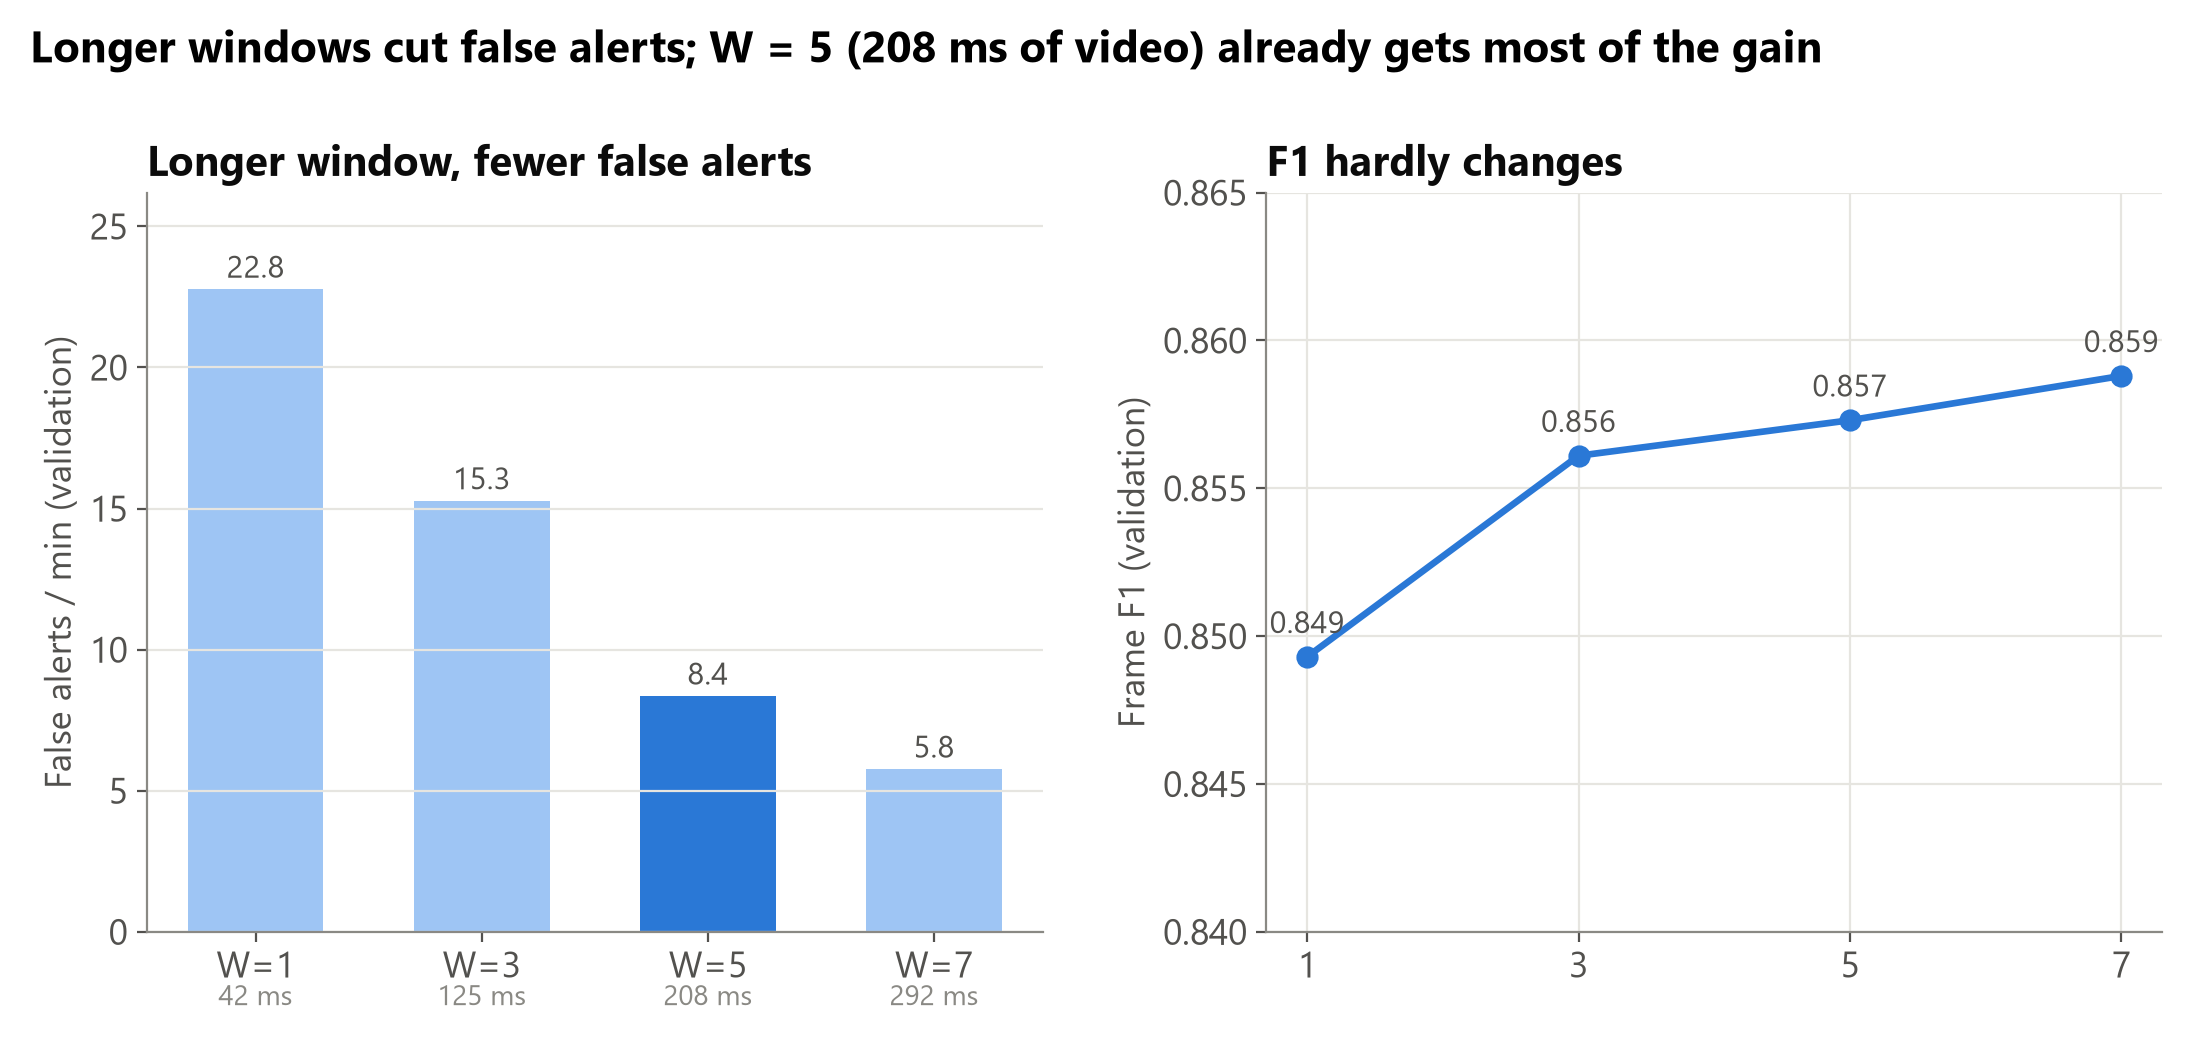 Longer windows cut false alerts; W = 5 (208 ms of video) already gets most of the gain
Longer window, fewer false alerts
False alerts / min (validation)
25
20
15
10
5
0
22.8
15.3
8.4
5.8
W=1
42 ms
W=3
125 ms
W=5
208 ms
W=7
292 ms
F1 hardly changes
Frame F1 (validation)
0.865
0.860
0.855
0.850
0.845
0.840
0.849
0.856
0.857
0.859
1
3
5
7